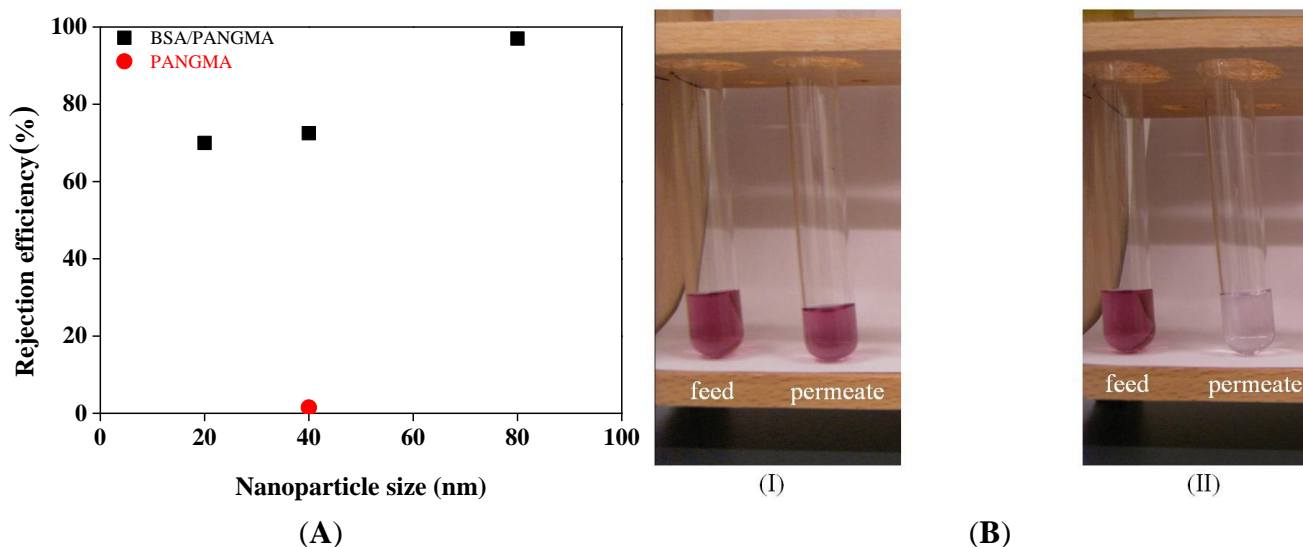 100
80
60
40
20
0
0 20 40 60 80 100
Rejection efficiency(%)
Nanoparticle size (nm)
BSA/PANGMA
PANGMA
(A)
feed permeate
(I)
feed permeate
(II)
(B)